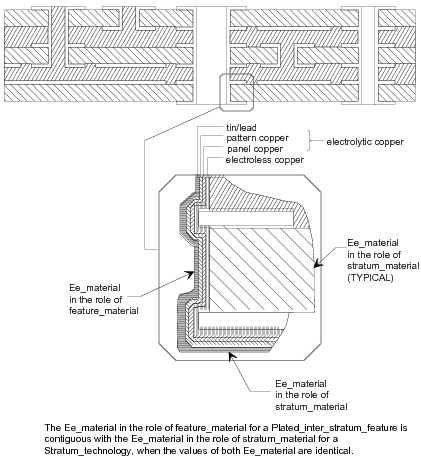 tin/lead
pattern copper
panel copper
electroless copper
electrolytic copper
Ee_material
in the role of
stratum_material
(TYPICAL)
Ee_material
in the role of
feature_material
Ee_material
in the role of
stratum_material
The Ee_material in the role of feature_material for a Plated_inter_stratum_feature is
contiguous with the Ee_material in the role of stratum_material for a
Stratum_technology, when the values of both Ee_material are identical.